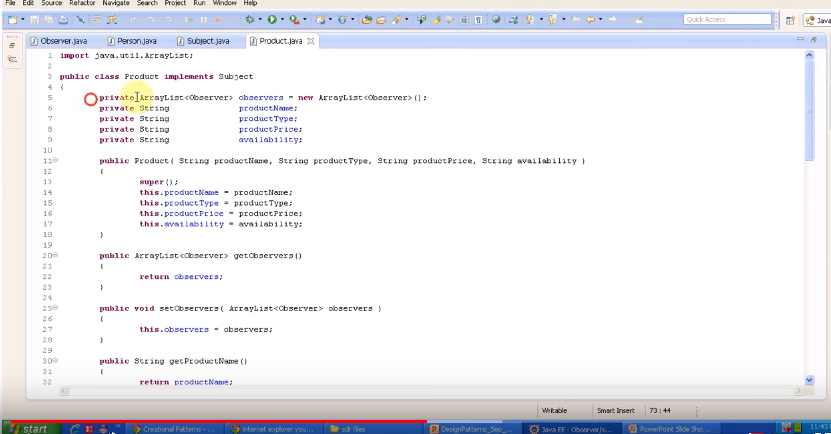 File Edit Source Refactor Navigate Search Project Run Window Help
Quick Access
Java
Observer.java Person.java Subject.java Product.java
1 import java.util.ArrayList;
2
3 public class Product implements Subject
4 {
5 private ArrayList<Observer> observers = new ArrayList<Observer>();
6 private String productName;
7 private String productType;
8 private String productPrice;
9 private String availability;
10
11 public Product( String productName, String productType, String productPrice, String availability )
12 {
13 super();
14 this.productName = productName;
15 this.productType = productType;
16 this.productPrice = productPrice;
17 this.availability = availability;
18 }
19
20 public ArrayList<Observer> getObservers()
21 {
22 return observers;
23 }
24
25 public void setObservers( ArrayList<Observer> observers )
26 {
27 this.observers = observers;
28 }
29
30 public String getProductName()
31 {
32 return productName;
Writable Smart Insert 73 : 44
start Creational Patterns - ... internet explorer you... sdr files DesignPatterns_Sep_... Java EE - Observer/s... PowerPoint Slide Sho...